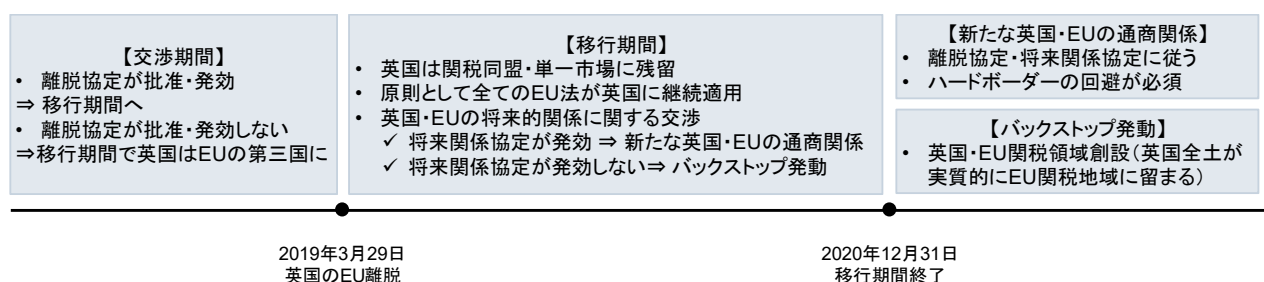 【交渉期間】
• 離脱協定が批准・発効
⇒ 移行期間へ
• 離脱協定が批准・発効しない
⇒移行期間で英国はEUの第三国に
【移行期間】
• 英国は関税同盟・単一市場に残留
• 原則として全てのEU法が英国に継続適用
• 英国・EUの将来的関係に関する交渉
✓ 将来関係協定が発効 ⇒ 新たな英国・EUの通商関係
✓ 将来関係協定が発効しない⇒ バックストップ発動
【新たな英国・EUの通商関係】
• 離脱協定・将来関係協定に従う
• ハードボーダーの回避が必須
【バックストップ発動】
• 英国・EU関税領域創設(英国全土が
実質的にEU関税地域に留まる)
2019年3月29日
英国のEU離脱
2020年12月31日
移行期間終了